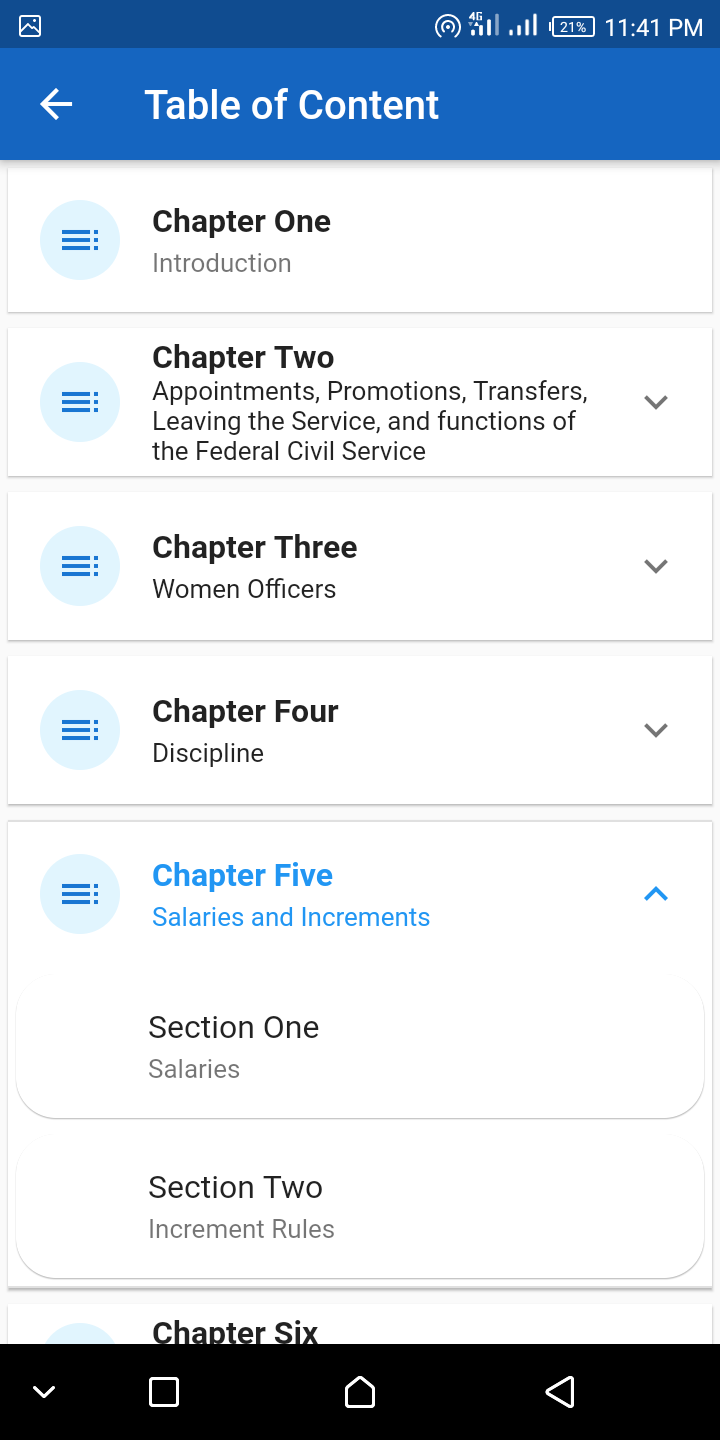 4G
21%
11:41 PM
Table of Content
Chapter One
Introduction
Chapter Two
Appointments, Promotions, Transfers,
Leaving the Service, and functions of
the Federal Civil Service
Chapter Three
Women Officers
Chapter Four
Discipline
Chapter Five
Salaries and Increments
Section One
Salaries
Section Two
Increment Rules
Chapter Six